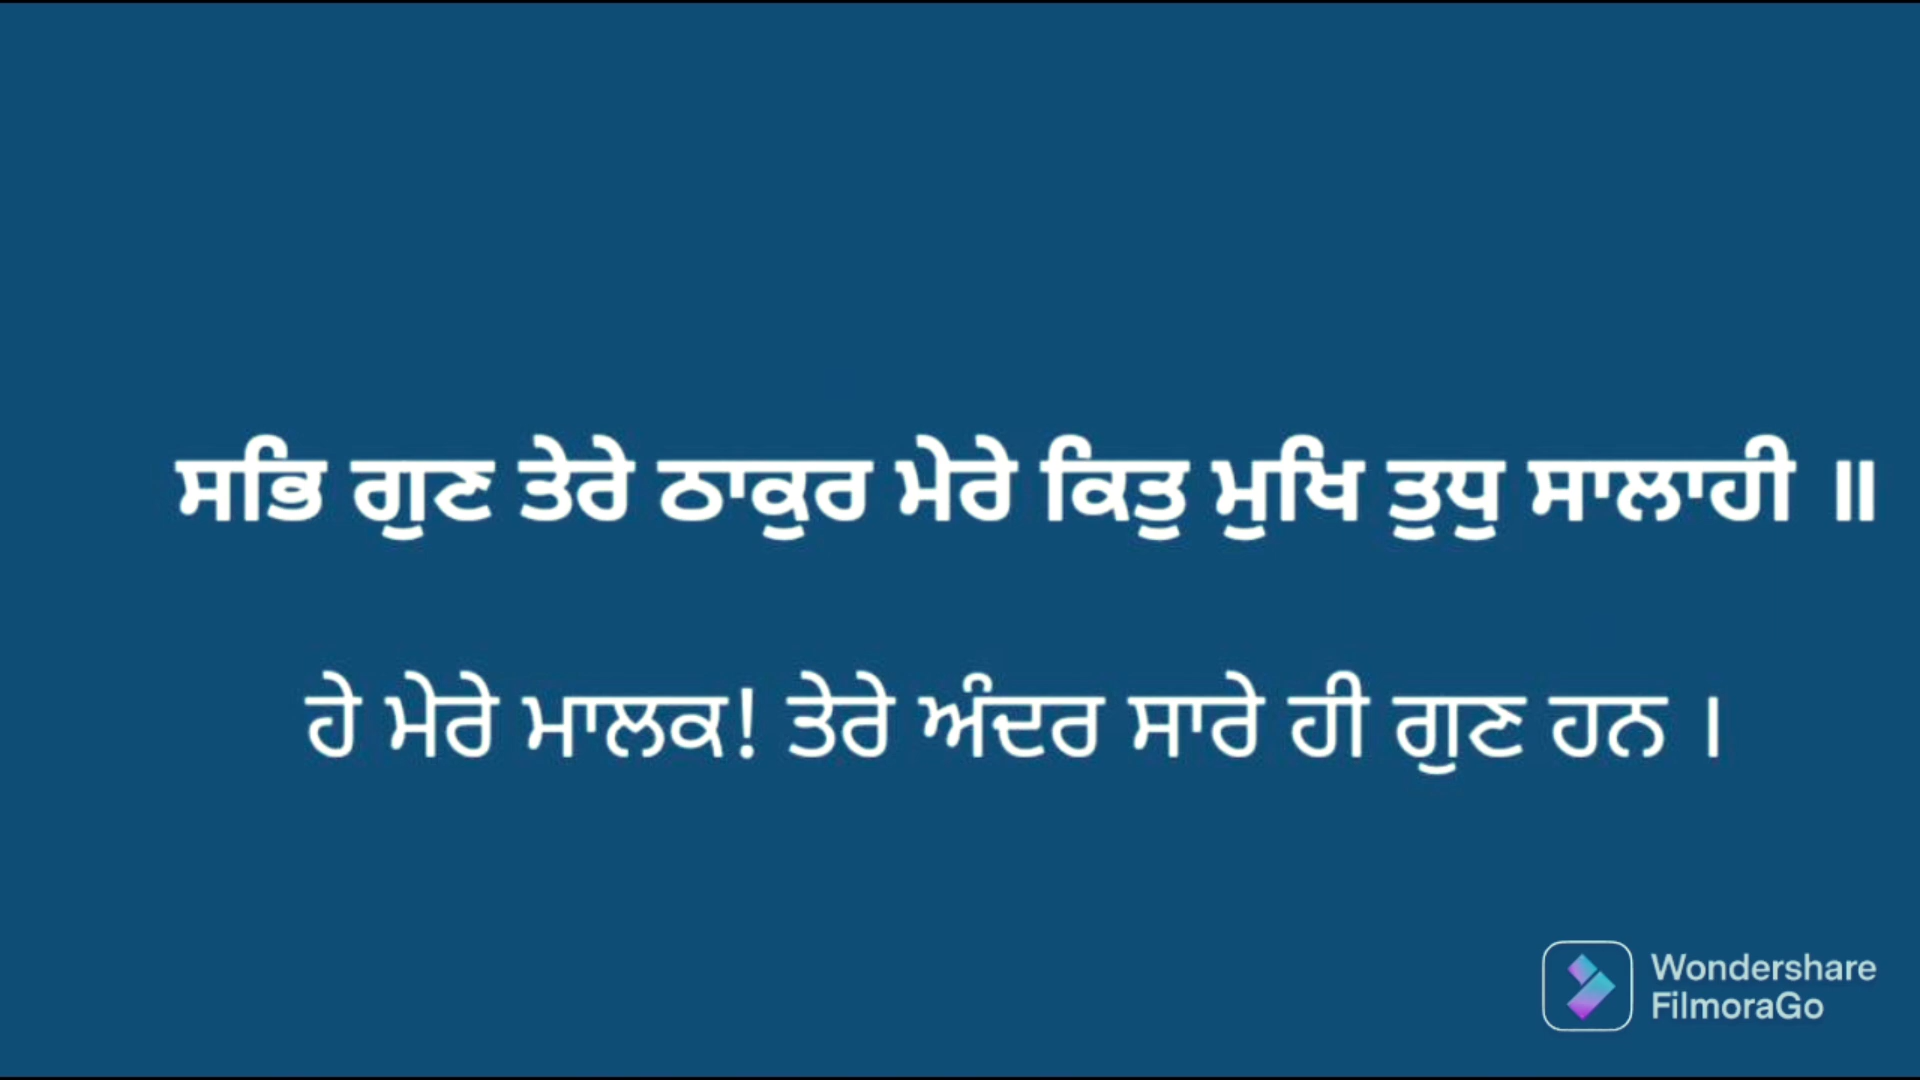 ਸਭਿ ਗੁਣ ਤੇਰੇ ਠਾਕੁਰ ਮੇਰੇ ਕਿਤੁ ਮੁਖਿ ਤੁਧੁ ਸਾਲਾਹੀ ॥
ਹੇ ਮੇਰੇ ਮਾਲਕ! ਤੇਰੇ ਅੰਦਰ ਸਾਰੇ ਹੀ ਗੁਣ ਹਨ ।
Wondershare
FilmoraGo